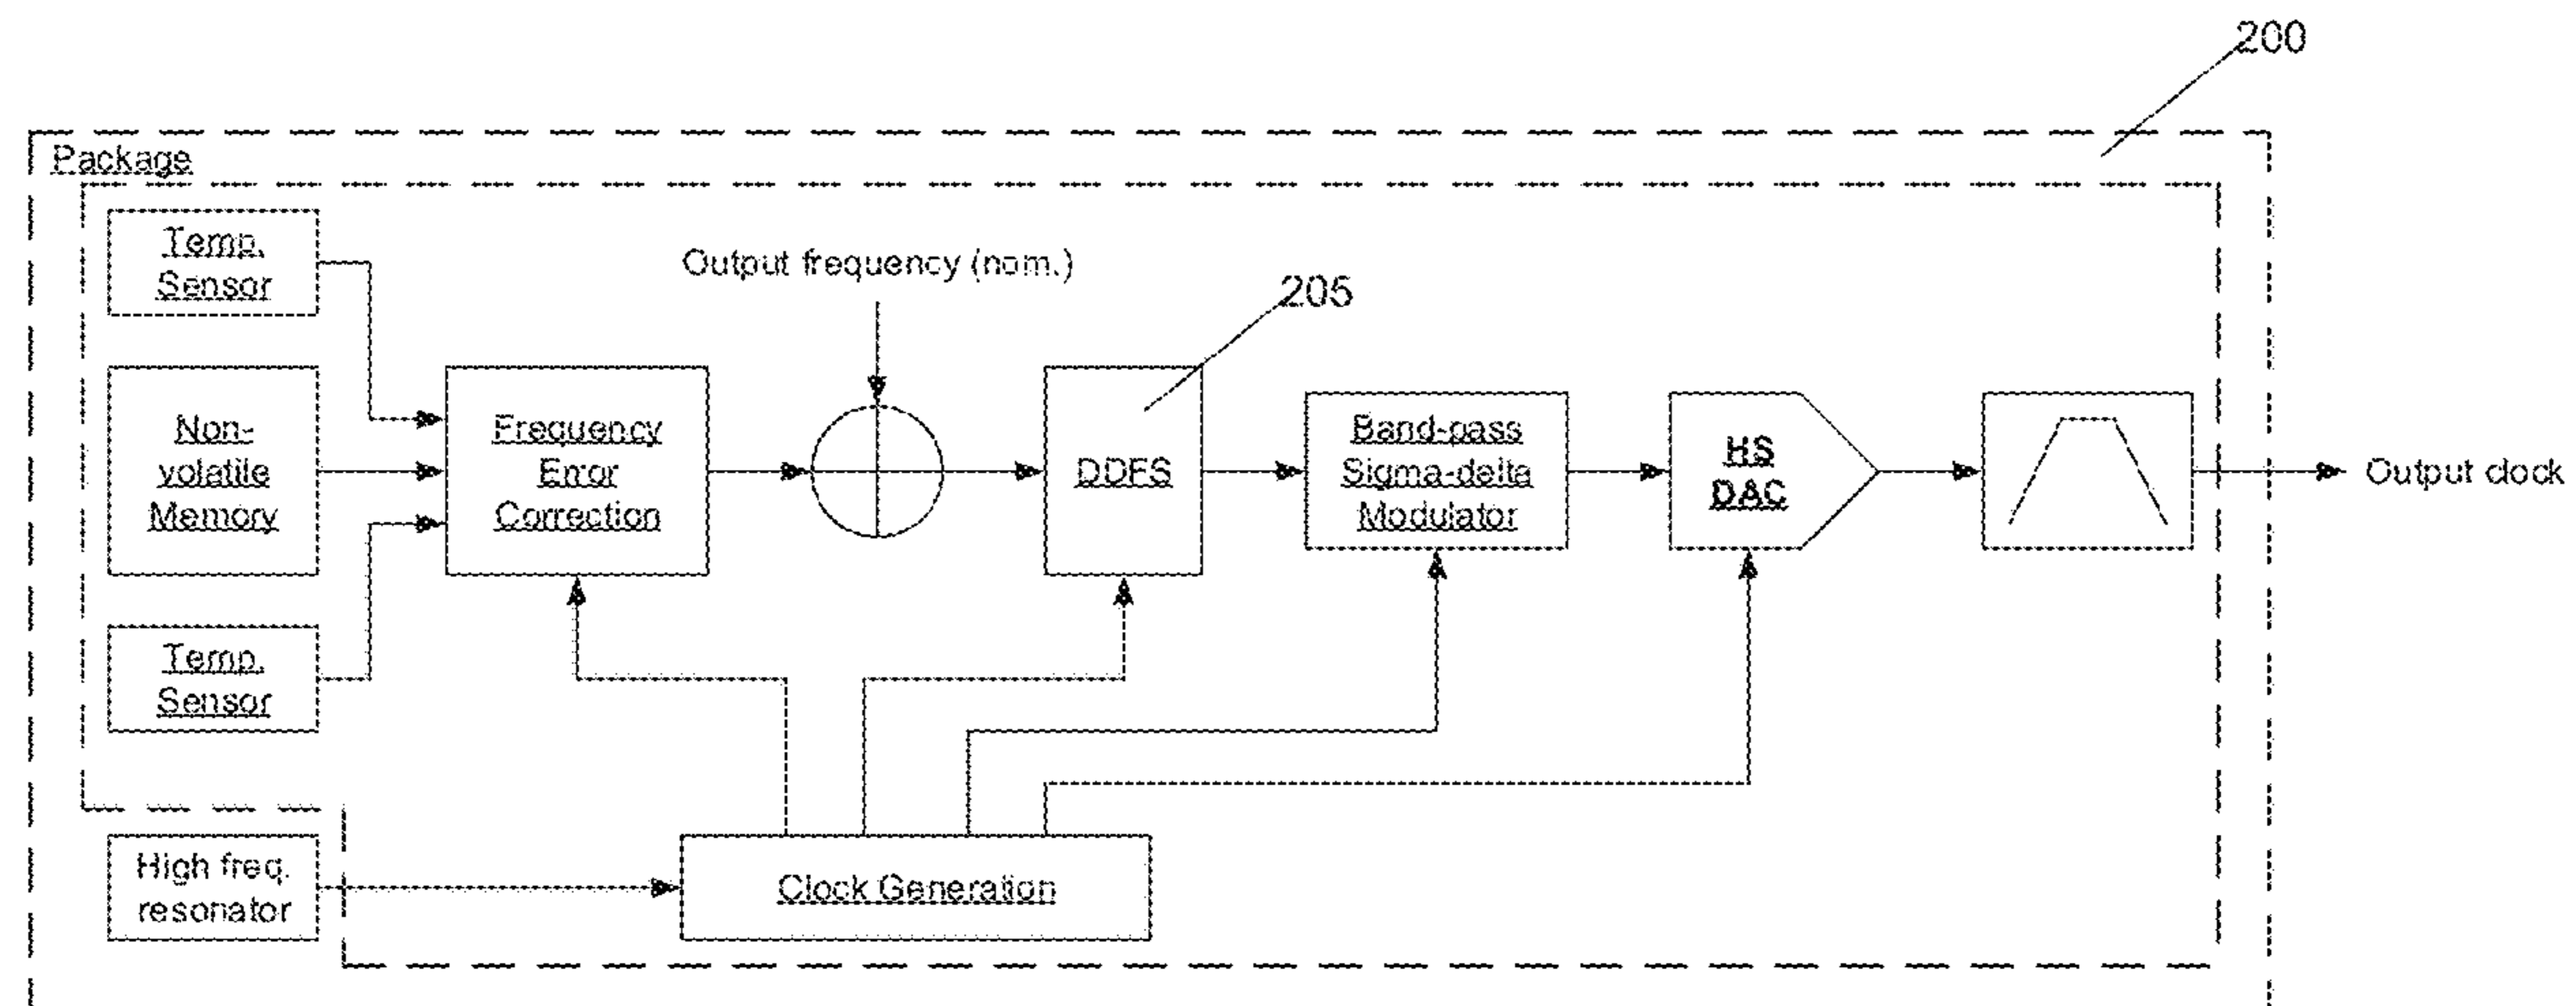 200
Package
Temp.
Sensor
Output frequency (nom.)
205
Non-
volatile
Memory
Frequency
Error
Correction
DDFS
Band-pass
Sigma-delta
Modulator
HS
DAC
Output clock
Temp.
Sensor
High freq.
resonator
Clock Generation